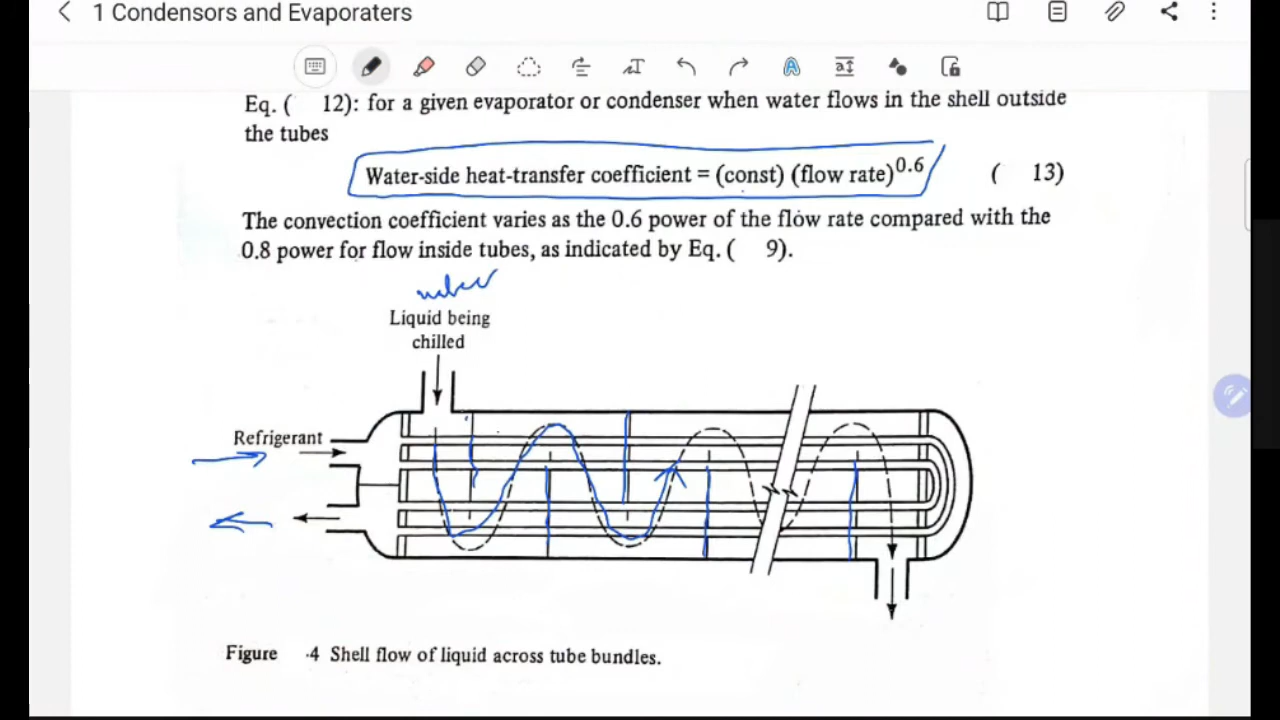 1 Condensors and Evaporaters
Eq. ( 12): for a given evaporator or condenser when water flows in the shell outside
the tubes
Water-side heat-transfer coefficient = (const) (flow rate)^0.6 ( 13)
The convection coefficient varies as the 0.6 power of the flow rate compared with the
0.8 power for flow inside tubes, as indicated by Eq. ( 9).
water
Liquid being
chilled
Refrigerant
Figure .4 Shell flow of liquid across tube bundles.